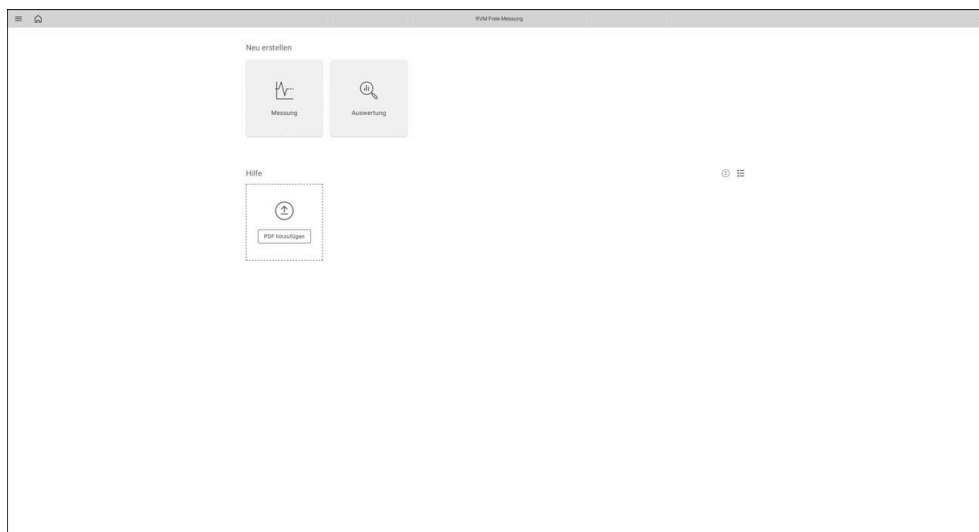 RVM Freie Messung
Neu erstellen
Messung
Auswertung
Hilfe
PDF hinzufügen